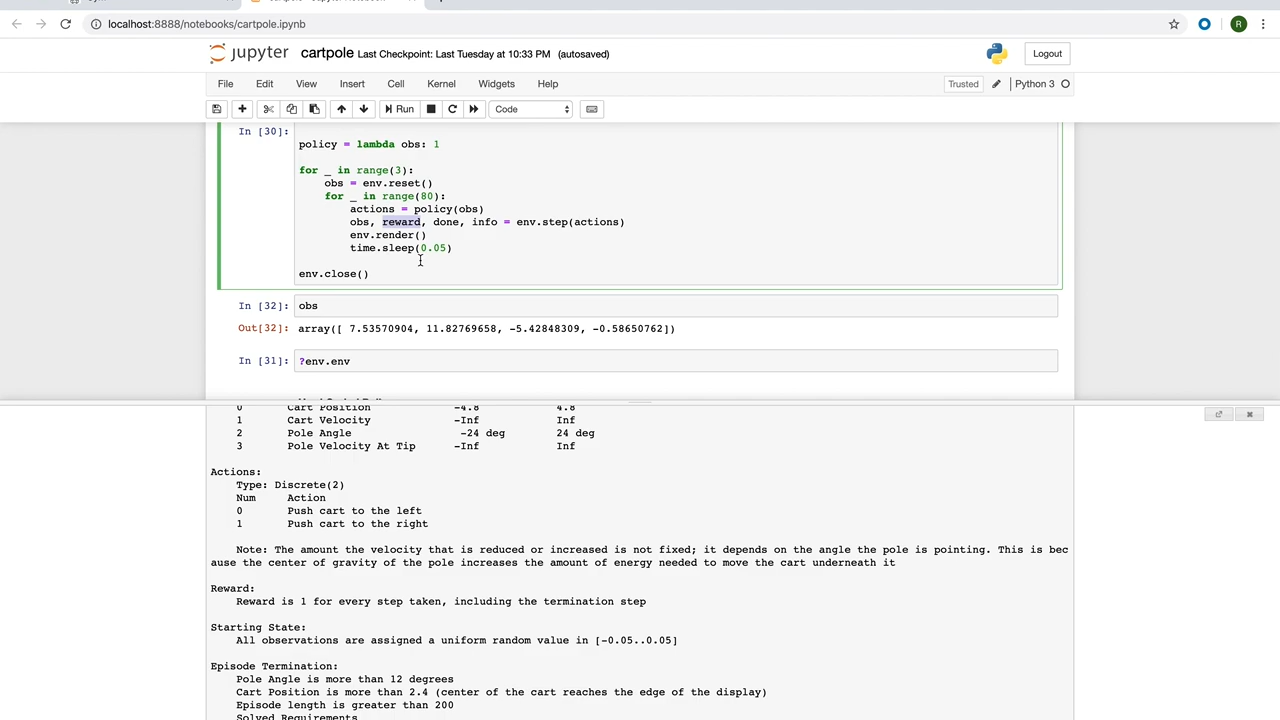 localhost:8888/notebooks/cartpole.ipynb
R
jupyter cartpole Last Checkpoint: Last Tuesday at 10:33 PM (autosaved)
Logout
File Edit View Insert Cell Kernel Widgets Help
Trusted Python 3
Run Code
In [30]:
policy = lambda obs: 1
for _ in range(3):
obs = env.reset()
for _ in range(80):
actions = policy(obs)
obs, reward, done, info = env.step(actions)
env.render()
time.sleep(0.05)
env.close()
In [32]: obs
Out[32]: array([ 7.53570904, 11.82769658, -5.42848309, -0.58650762])
In [31]: ?env.env
0 Cart Position -4.8 4.8
1 Cart Velocity -Inf Inf
2 Pole Angle -24 deg 24 deg
3 Pole Velocity At Tip -Inf Inf
Actions:
Type: Discrete(2)
Num Action
0 Push cart to the left
1 Push cart to the right
Note: The amount the velocity that is reduced or increased is not fixed; it depends on the angle the pole is pointing. This is bec
ause the center of gravity of the pole increases the amount of energy needed to move the cart underneath it
Reward:
Reward is 1 for every step taken, including the termination step
Starting State:
All observations are assigned a uniform random value in [-0.05..0.05]
Episode Termination:
Pole Angle is more than 12 degrees
Cart Position is more than 2.4 (center of the cart reaches the edge of the display)
Episode length is greater than 200
Solved Requirements